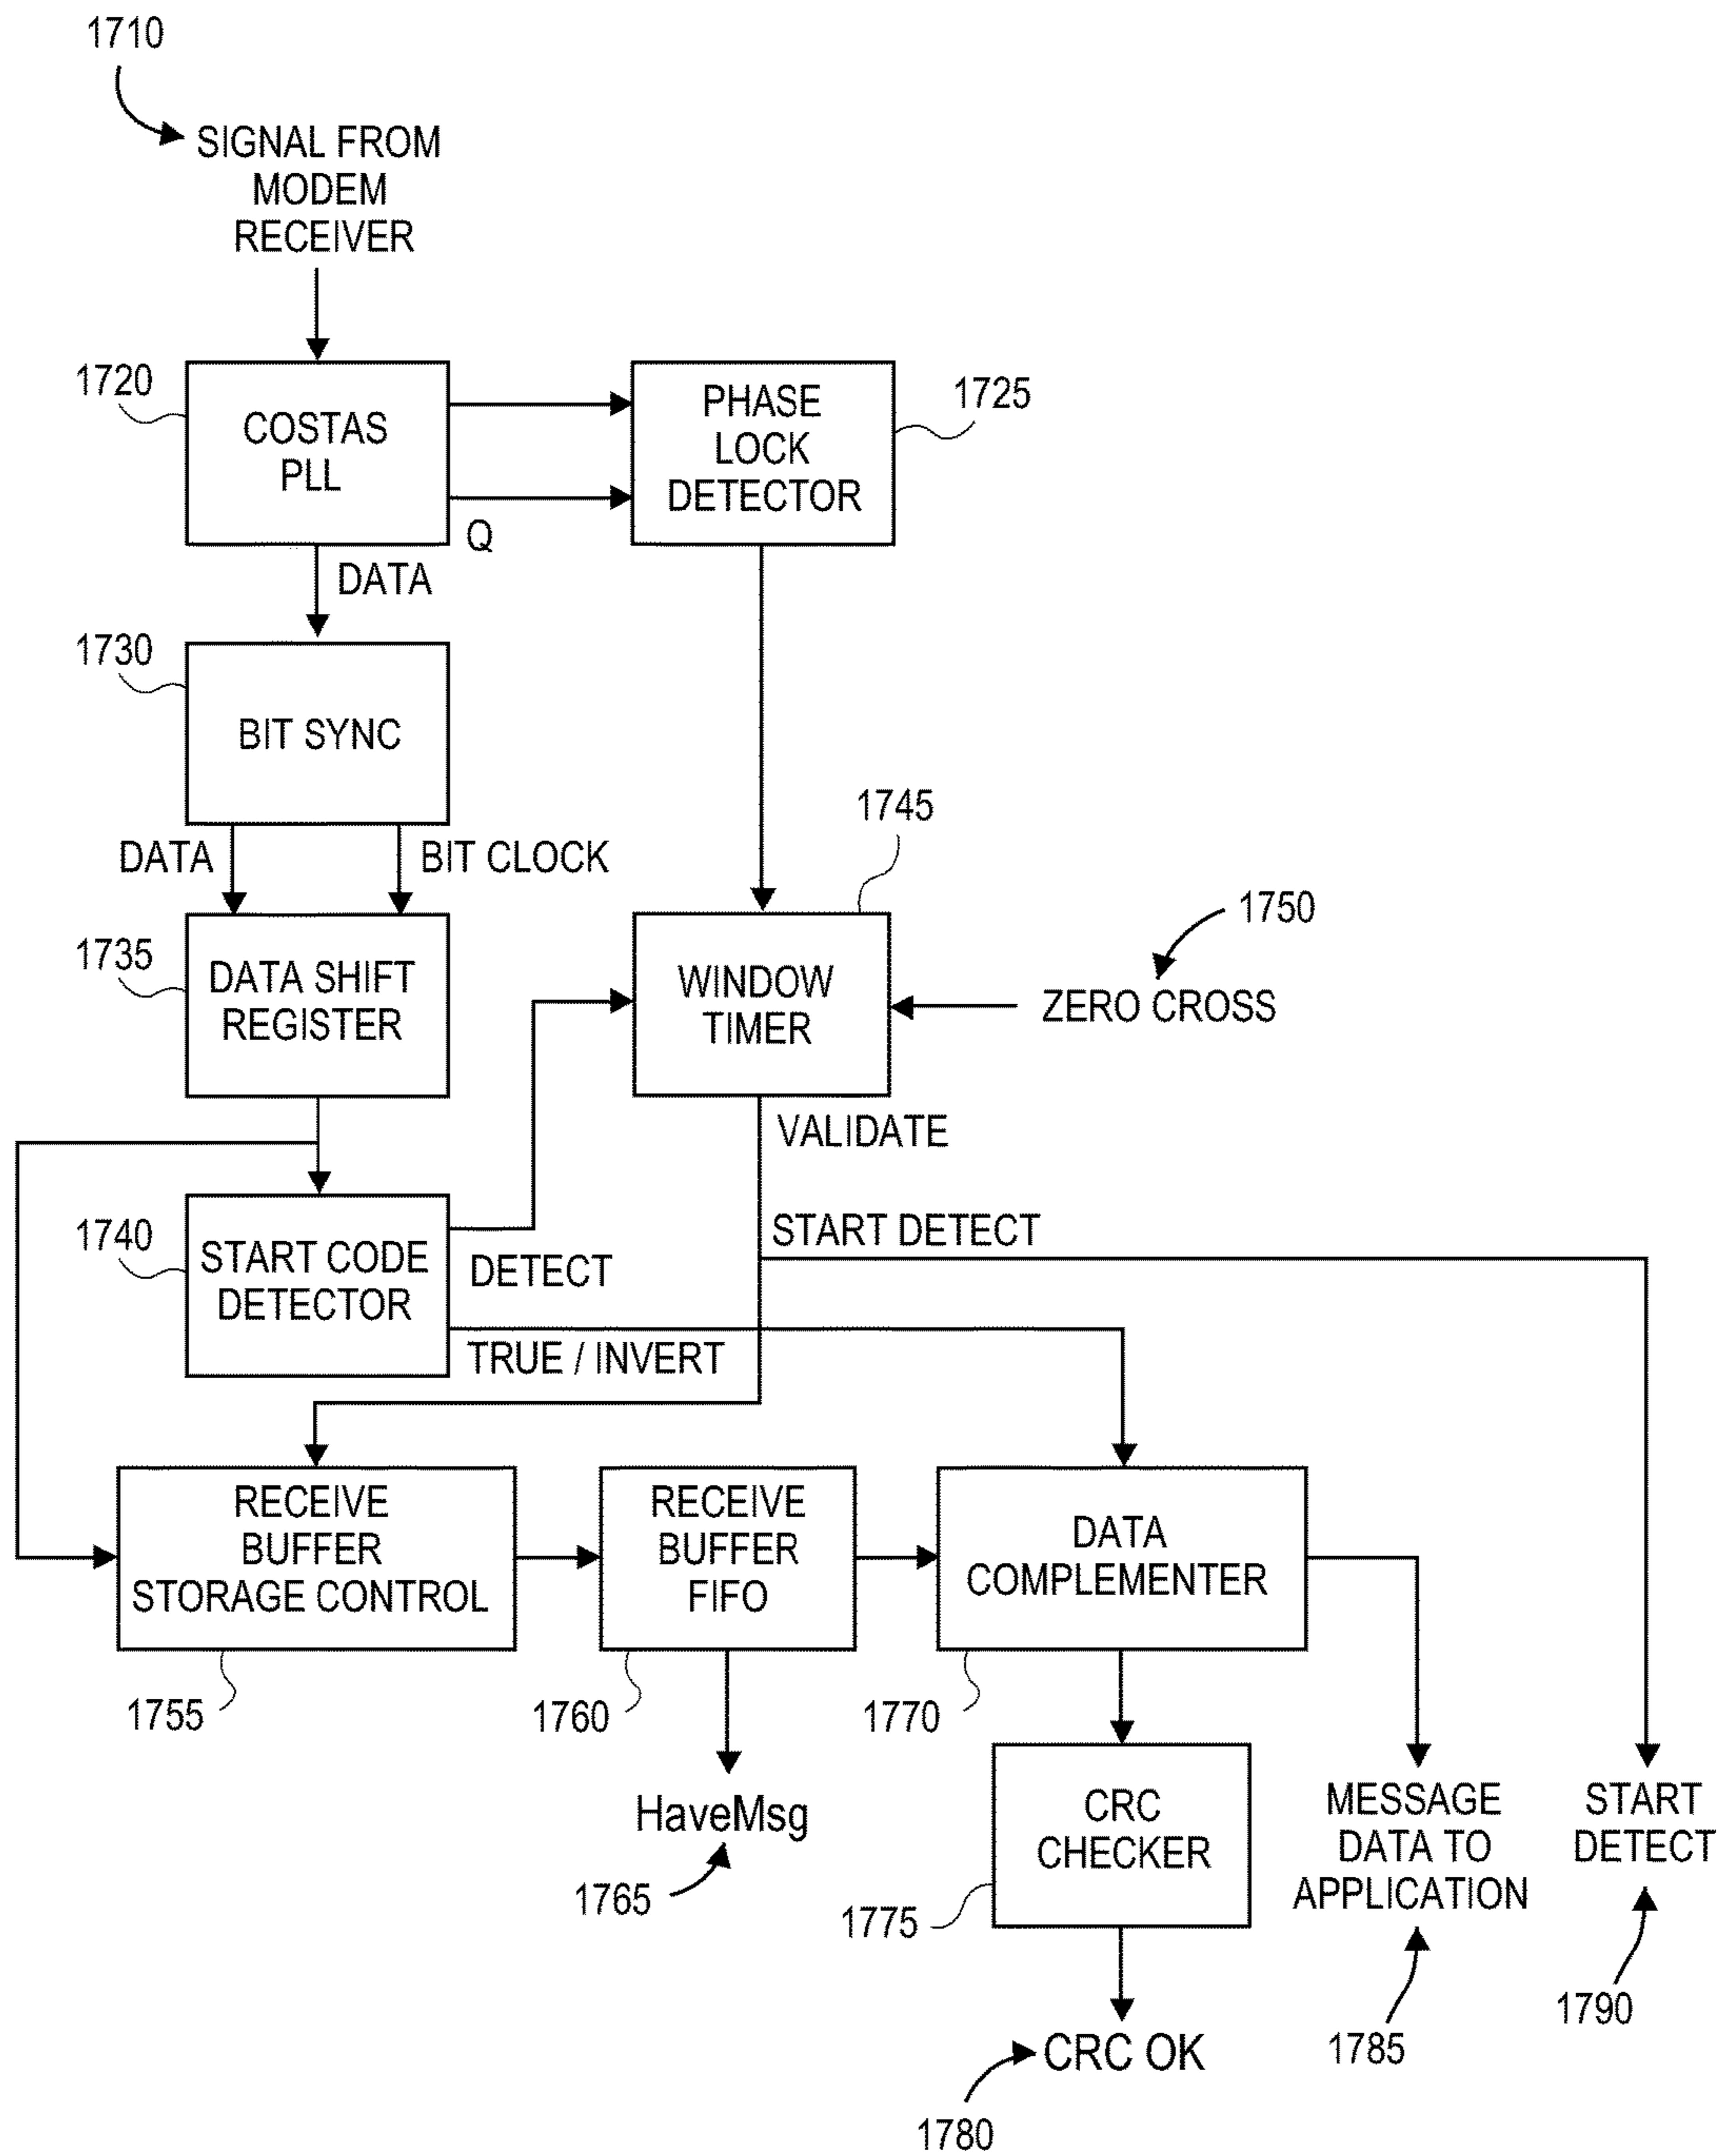 1710
SIGNAL FROM
MODEM
RECEIVER
1720
COSTAS
PLL
PHASE
LOCK
DETECTOR
1725
Q
DATA
1730
BIT SYNC
DATA
BIT CLOCK
1745
1750
1735
DATA SHIFT
REGISTER
WINDOW
TIMER
ZERO CROSS
VALIDATE
1740
START CODE
DETECTOR
DETECT
START DETECT
TRUE / INVERT
RECEIVE
BUFFER
STORAGE CONTROL
RECEIVE
BUFFER
FIFO
DATA
COMPLEMENTER
1755
1760
1770
HaveMsg
1765
CRC
CHECKER
1775
MESSAGE
DATA TO
APPLICATION
START
DETECT
1785
1790
CRC OK
1780